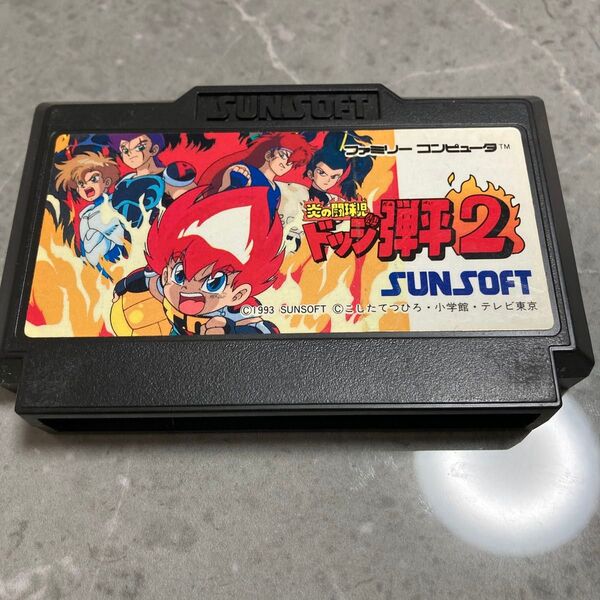 SUNSOFT
ファミリー コンピュータ™
炎の闘球児
ドッジ弾平2
SUNSOFT
©1993 SUNSOFT ©こしたてつひろ・小学館・テレビ東京